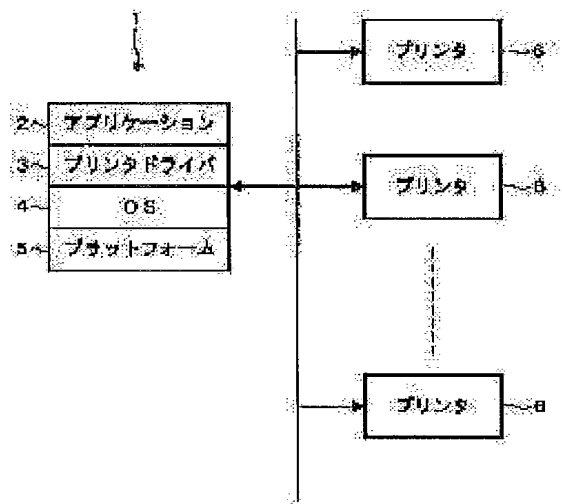 1
プリンタ 6
2 アプリケーション
3 プリンタドライバ
プリンタ 6
4 OS
5 プラットフォーム
プリンタ 6